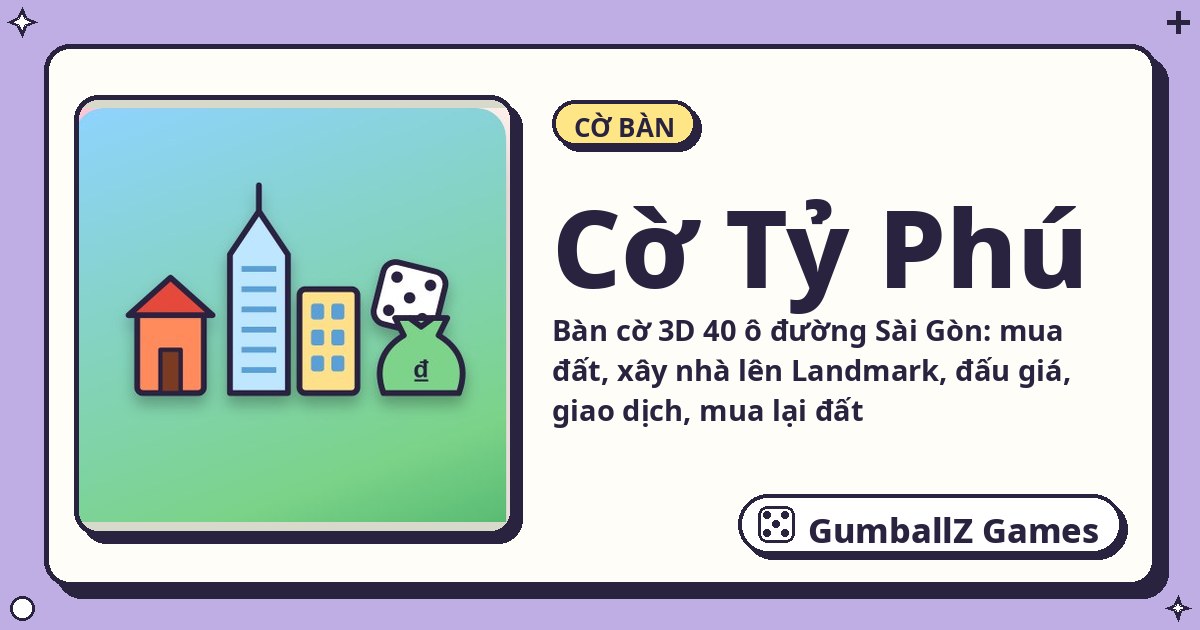 CỜ BÀN
Cờ Tỷ Phú
Bàn cờ 3D 40 ô đường Sài Gòn: mua
đất, xây nhà lên Landmark, đấu giá,
giao dịch, mua lại đất
đ
GumballZ Games